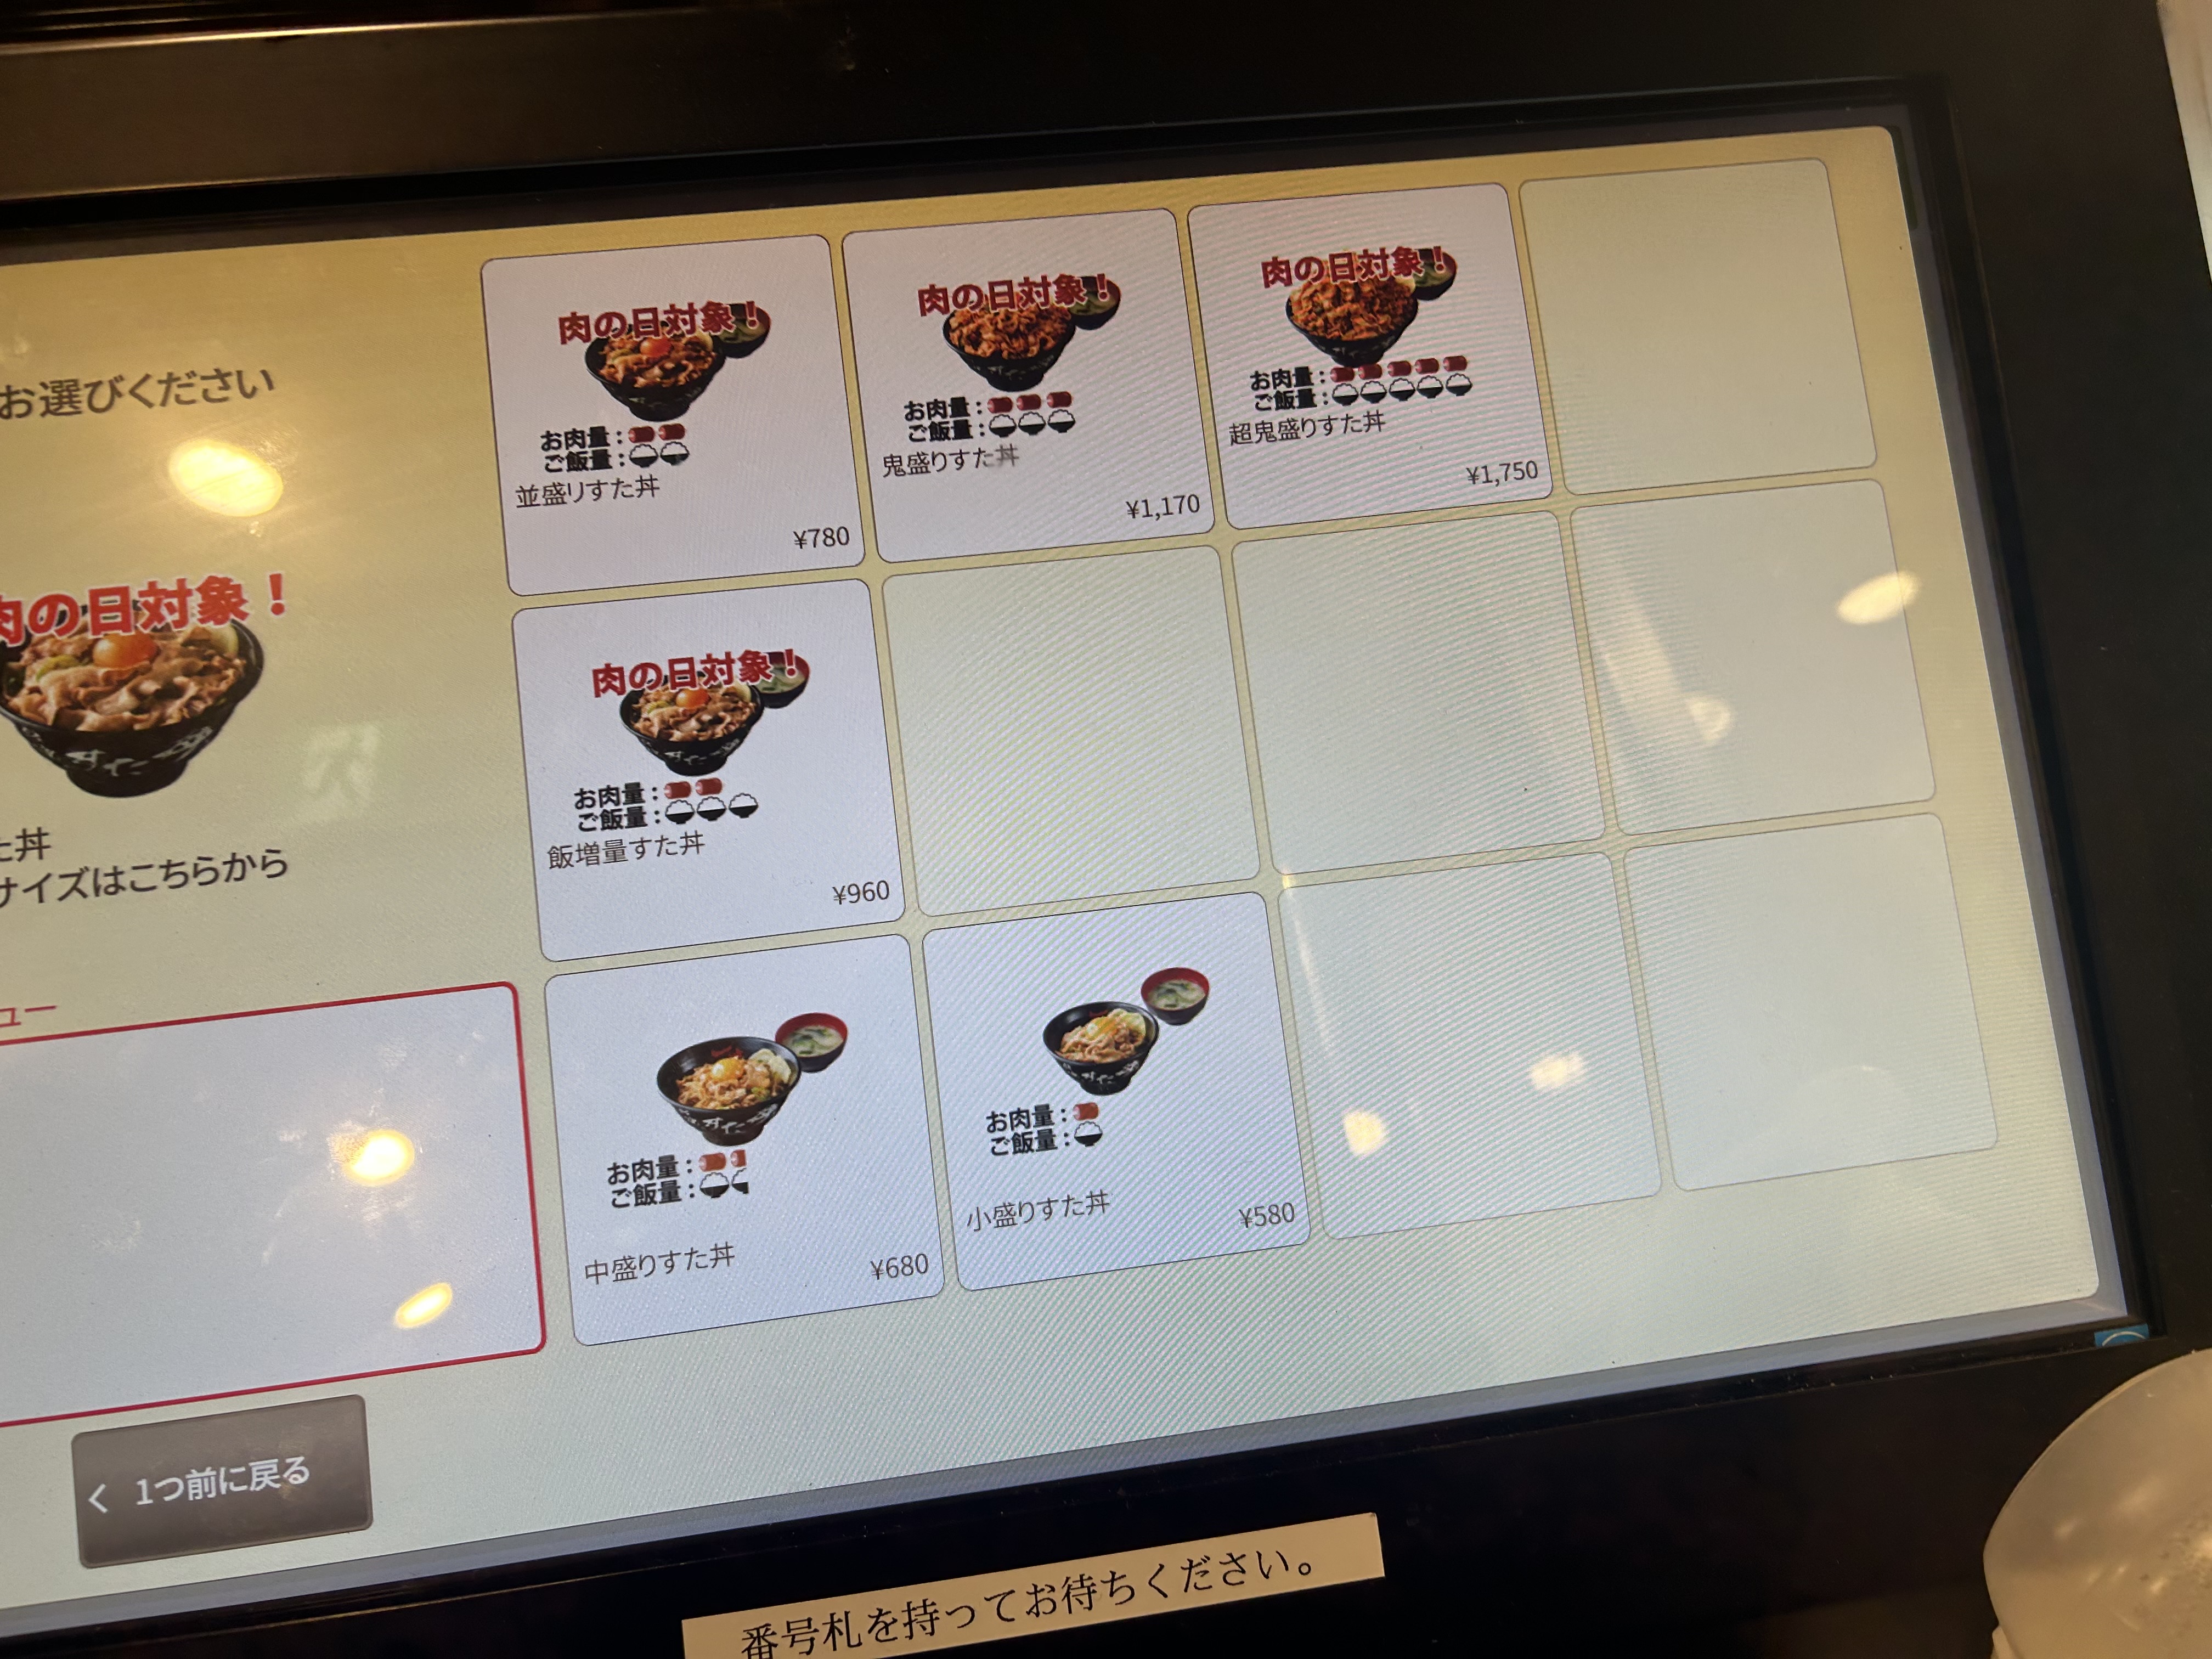 お選びください
肉の日対象！
た丼
サイズはこちらから
ュー
1つ前に戻る
肉の日対象！
お肉量：
ご飯量：
並盛りすた丼
¥780
肉の日対象！
お肉量：
ご飯量：
鬼盛りすた丼
¥1,170
肉の日対象！
お肉量：
ご飯量：
超鬼盛りすた丼
¥1,750
肉の日対象！
お肉量：
ご飯量：
飯増量すた丼
¥960
お肉量：
ご飯量：
中盛りすた丼
¥680
お肉量：
ご飯量：
小盛りすた丼
¥580
番号札を持ってお待ちください。